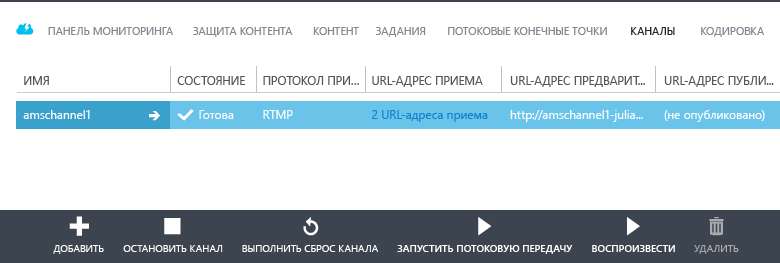 ПАНЕЛЬ МОНИТОРИНГА ЗАЩИТА КОНТЕНТА КОНТЕНТ ЗАДАНИЯ ПОТОКОВЫЕ КОНЕЧНЫЕ ТОЧКИ КАНАЛЫ КОДИРОВКА
ИМЯ СОСТОЯНИЕ ПРОТОКОЛ ПРИ... URL-АДРЕС ПРИЕМА URL-АДРЕС ПРЕДВАРИТ... URL-АДРЕС ПУБЛИ...
amschannel1 Готова RTMP 2 URL-адреса приема http://amschannel1-julia... (не опубликовано)
ДОБАВИТЬ ОСТАНОВИТЬ КАНАЛ ВЫПОЛНИТЬ СБРОС КАНАЛА ЗАПУСТИТЬ ПОТОКОВУЮ ПЕРЕДАЧУ ВОСПРОИЗВЕСТИ УДАЛИТЬ